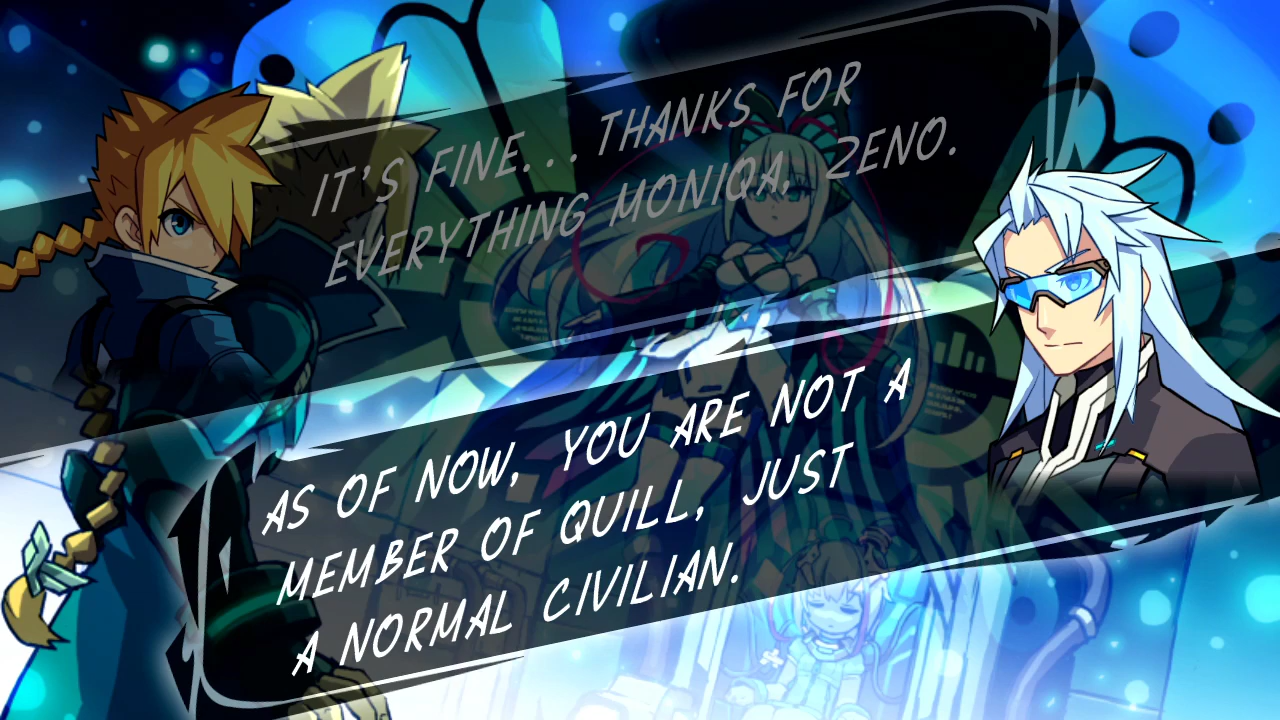 IT'S FINE... THANKS FOR
EVERYTHING MONIQA, ZENO.
AS OF NOW, YOU ARE NOT A
MEMBER OF QUILL, JUST
A NORMAL CIVILIAN.